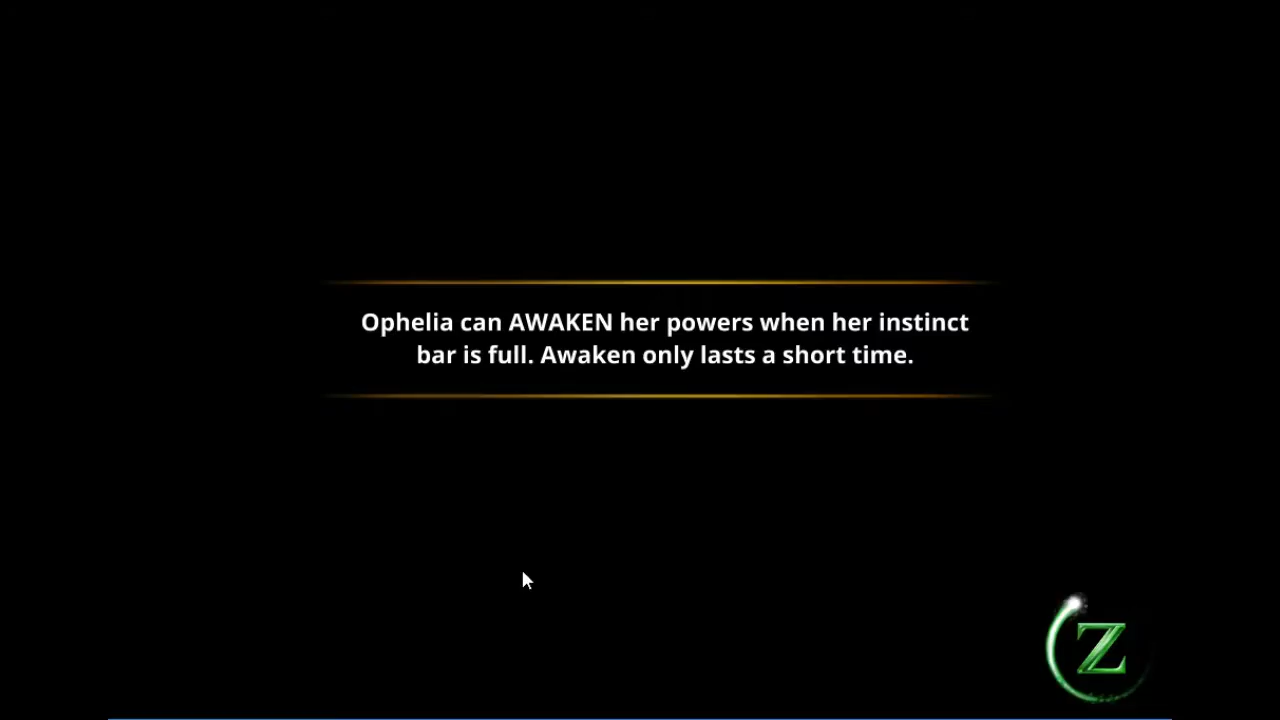 Ophelia can AWAKEN her powers when her instinct
bar is full. Awaken only lasts a short time.
Z